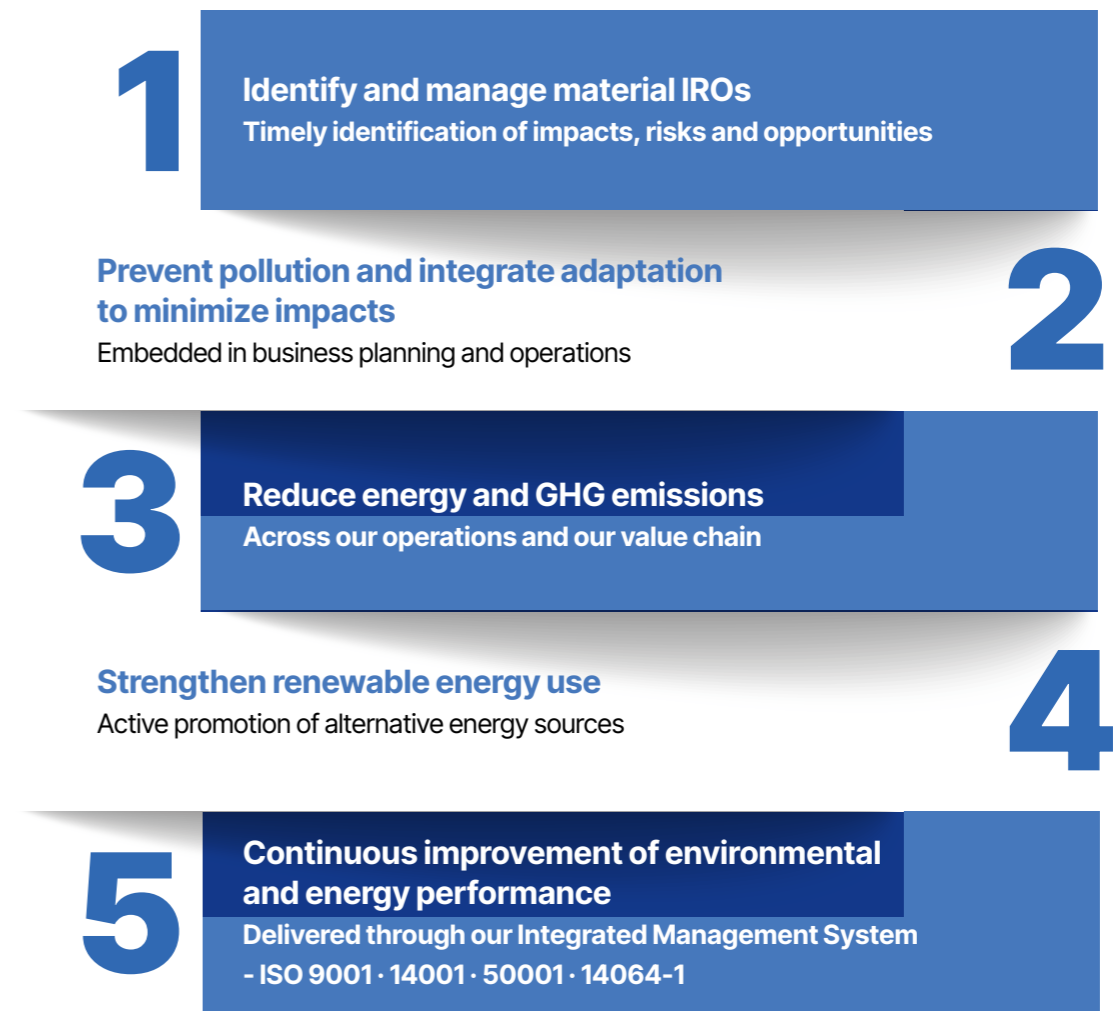 1
Identify and manage material IROs
Timely identification of impacts, risks and opportunities
2
Prevent pollution and integrate adaptation
to minimize impacts
Embedded in business planning and operations
3
Reduce energy and GHG emissions
Across our operations and our value chain
4
Strengthen renewable energy use
Active promotion of alternative energy sources
5
Continuous improvement of environmental
and energy performance
Delivered through our Integrated Management System
- ISO 9001 · 14001 · 50001 · 14064-1